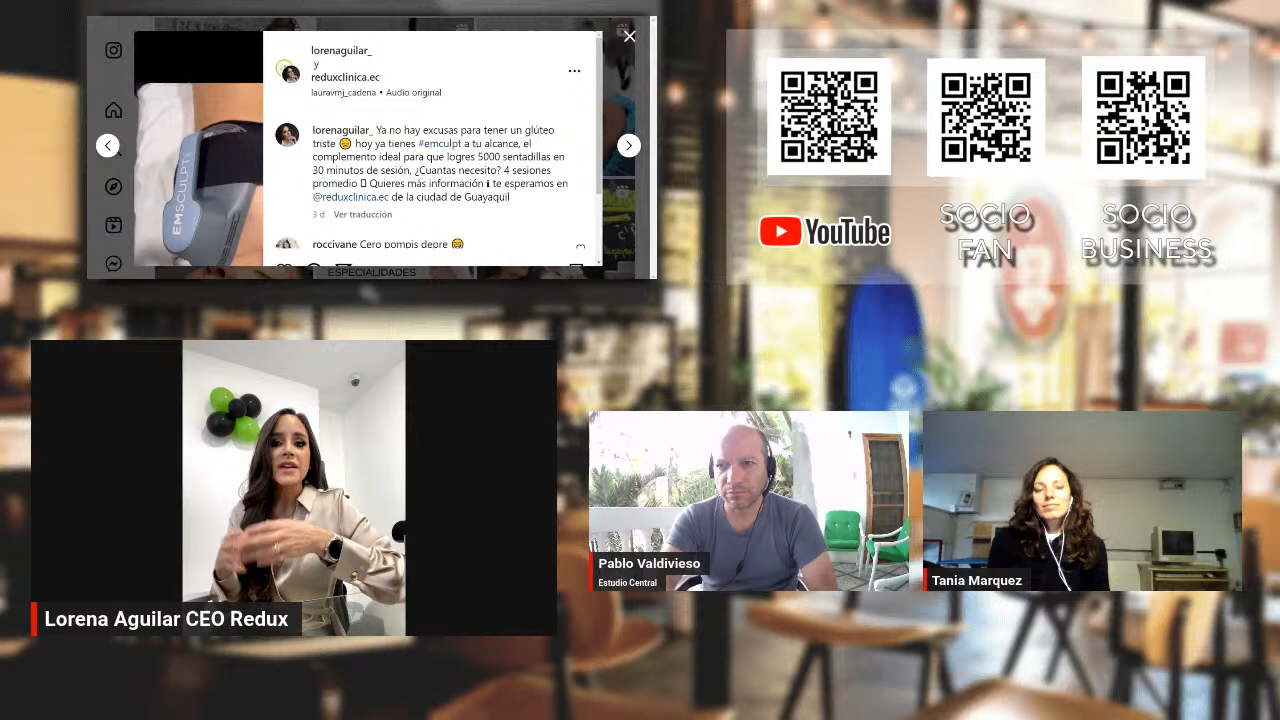 lorenaguilar_
y
reduxclinica.ec
lauravmj_cadena • Audio original
lorenaguilar_ Ya no hay excusas para tener un glúteo
triste 😔 hoy ya tienes #emculpt a tu alcance, el
complemento ideal para que logres 5000 sentadillas en
30 minutos de sesión, ¿Cuantas necesito? 4 sesiones
promedio Quieres más información ℹ te esperamos en
@reduxclinica.ec de la ciudad de Guayaquil
3 d Ver traducción
roccivane Cero pompis depre
EMSCULPT
ESPECIALIDADES
YouTube
SOCIO
FAN
SOCIO
BUSINESS
Lorena Aguilar CEO Redux
Pablo Valdivieso
Estudio Central
Tania Marquez